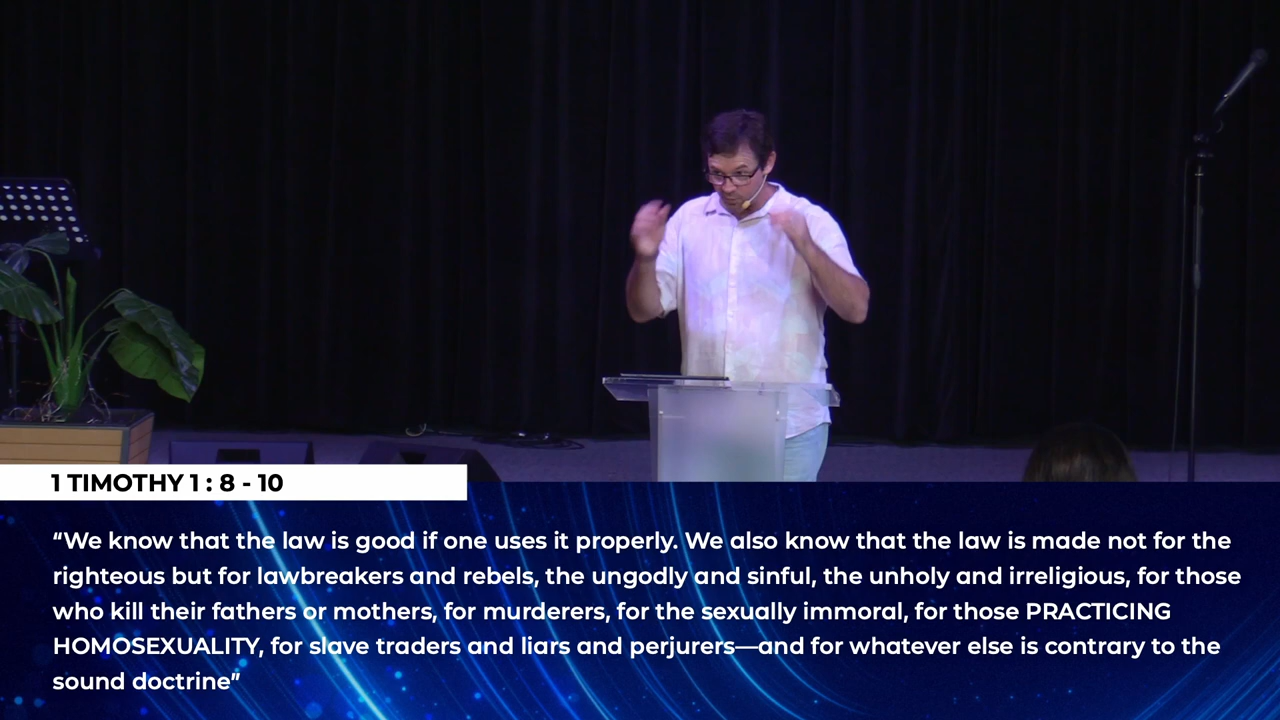 1 TIMOTHY 1 : 8 - 10
“We know that the law is good if one uses it properly. We also know that the law is made not for the
righteous but for lawbreakers and rebels, the ungodly and sinful, the unholy and irreligious, for those
who kill their fathers or mothers, for murderers, for the sexually immoral, for those PRACTICING
HOMOSEXUALITY, for slave traders and liars and perjurers—and for whatever else is contrary to the
sound doctrine”